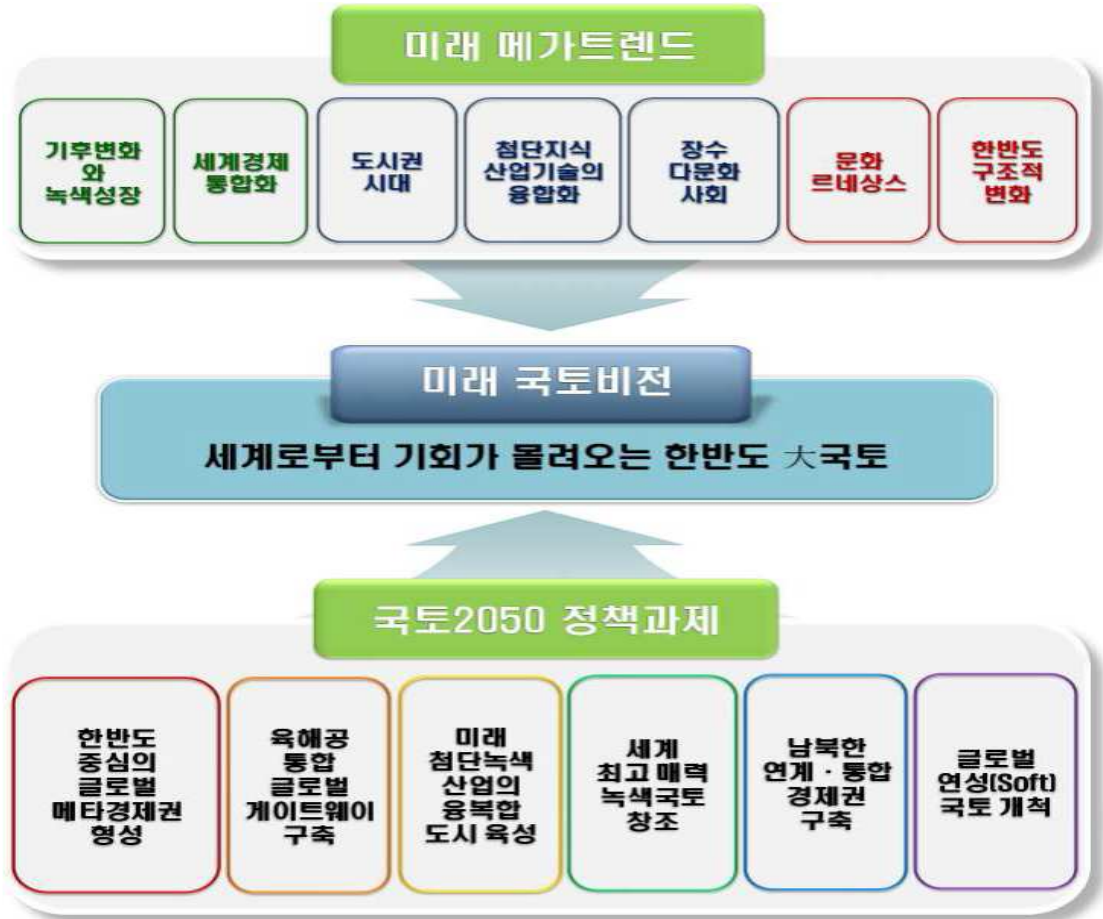 미래 메가트렌드
기후변화
와
녹색성장
세계경제
통합화
도시권
시대
첨단지식
산업기술의
융합화
장수
다문화
사회
문화
르네상스
한반도
구조적
변화
미래 국토비전
세계로부터 기회가 몰려오는 한반도 大국토
국토2050 정책과제
한반도
중심의
글로벌
메타경제권
형성
육해공
통합
글로벌
게이트웨이
구축
미래
첨단녹색
산업의
융복합
도시 육성
세계
최고 매력
녹색국토
창조
남북한
연계 · 통합
경제권
구축
글로벌
연성(Soft)
국토 개척